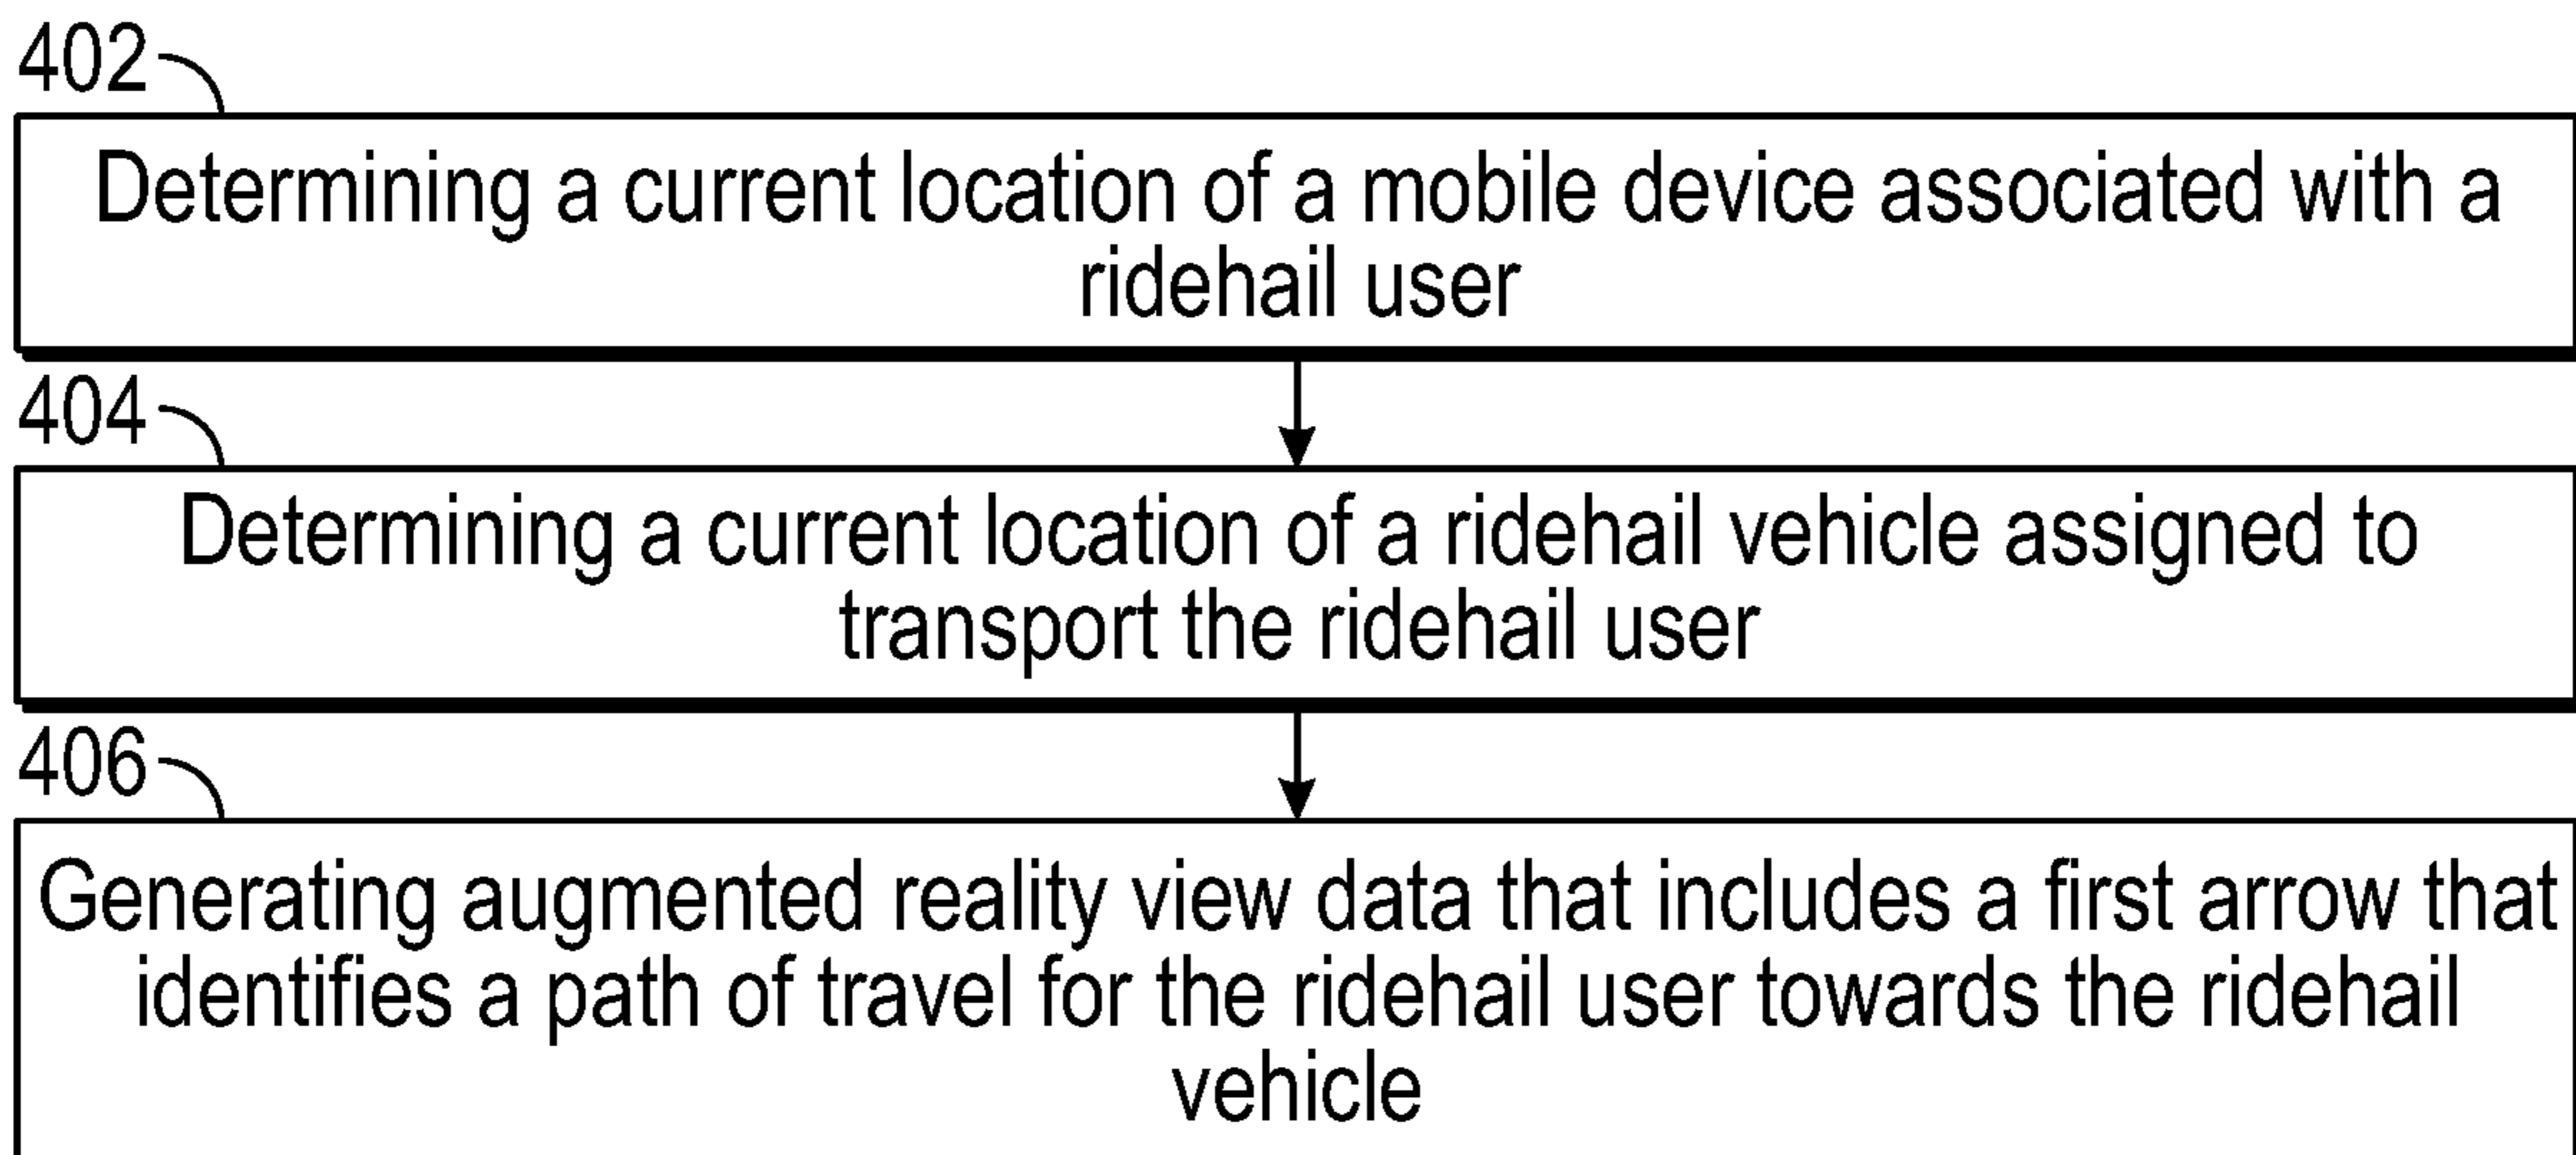 402
Determining a current location of a mobile device associated with a
ridehail user
404
Determining a current location of a ridehail vehicle assigned to
transport the ridehail user
406
Generating augmented reality view data that includes a first arrow that
identifies a path of travel for the ridehail user towards the ridehail
vehicle